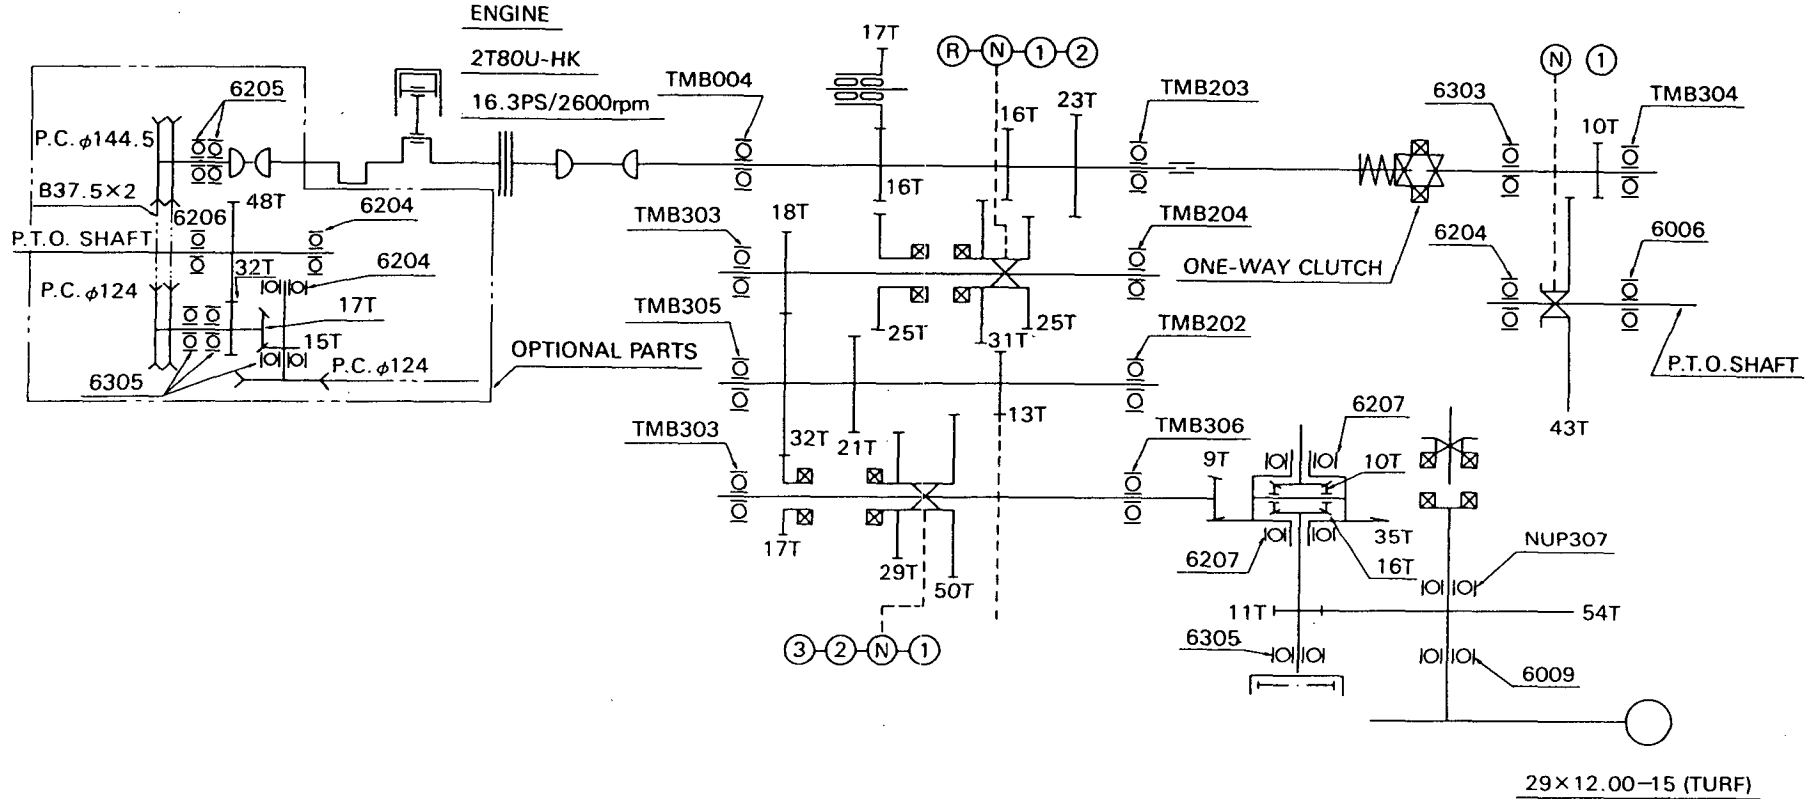 ENGINE
2T80U-HK
16.3PS/2600rpm
17T
R N 1 2
N 1
TMB004
6205
16T
23T
TMB203
6303
TMB304
10T
P.C. φ144.5
B37.5×2
48T
6206
6204
P.T.O. SHAFT
32T
6204
P.C. φ124
17T
15T
P.C. φ124
6305
OPTIONAL PARTS
16T
TMB303
18T
TMB204
6204
6006
ONE-WAY CLUTCH
TMB305
25T
31T
25T
TMB202
P.T.O. SHAFT
43T
TMB303
32T
21T
13T
TMB306
6207
9T
10T
17T
29T
50T
6207
35T
16T
NUP307
11T
54T
3 2 N 1
6305
6009
29×12.00–15 (TURF)